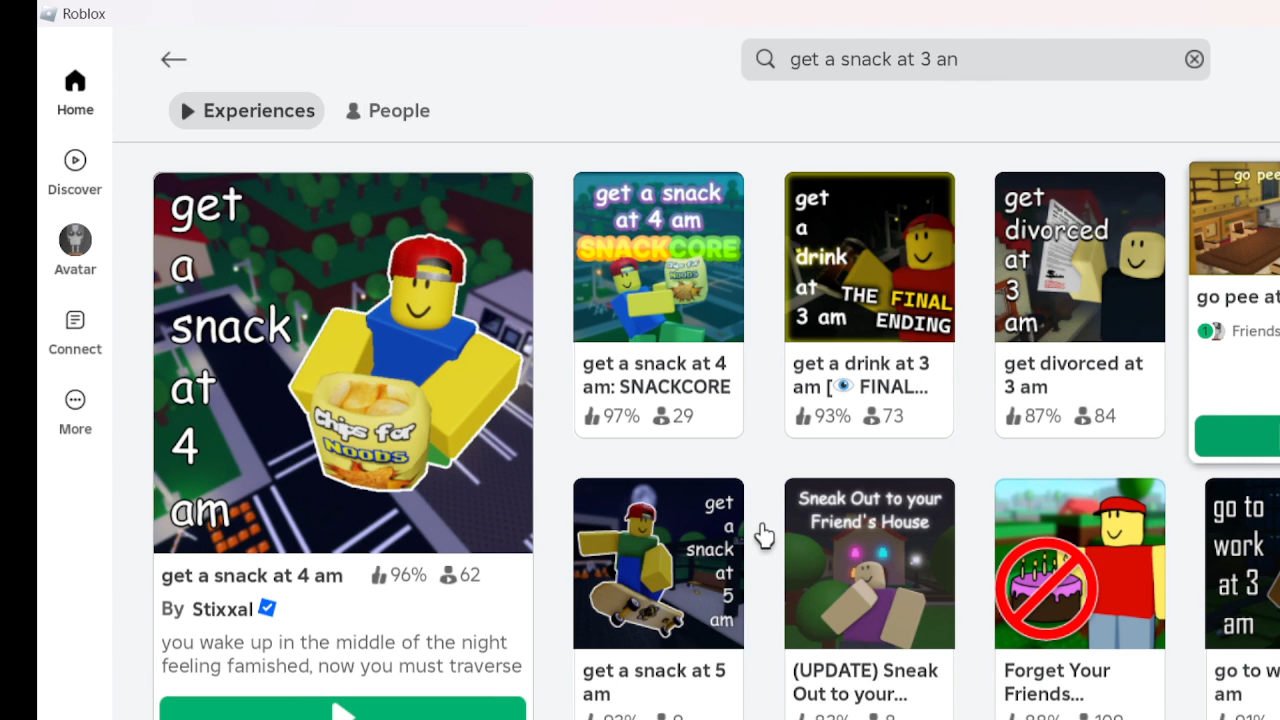 Roblox
get a snack at 3 an
Home
Discover
Avatar
Connect
More
Experiences
People
get
a
snack
at
4
am
Chips for
Noobs
get a snack at 4 am
96%
62
By Stixxal
you wake up in the middle of the night
feeling famished, now you must traverse
get a snack
at 4 am
SNACKCORE
get a snack at 4
am: SNACKCORE
97%
29
get
a
drink
at
3 am
THE FINAL
ENDING
get a drink at 3
am [👁 FINAL...
93%
73
get
divorced
at
3
am
get divorced at
3 am
87%
84
go pee
go pee at
1
Friends
get
a
snack
at
5
am
get a snack at 5
am
Sneak Out to your
Friend's House
(UPDATE) Sneak
Out to your...
Forget Your
Friends...
go to
work
at 3
am
go to w
am